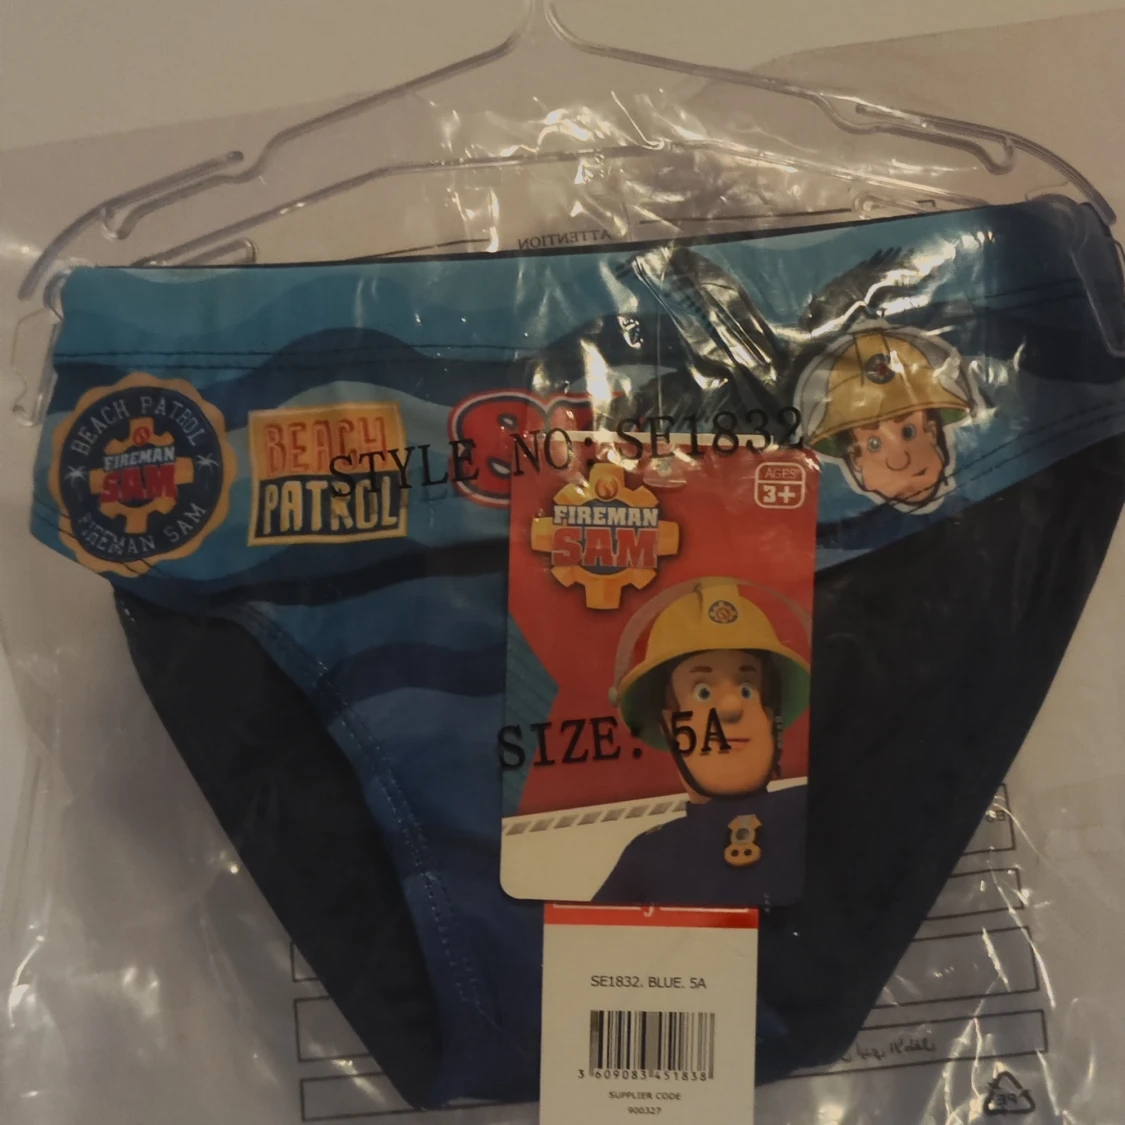 ATTENTION
BEACH PATROL
FIREMAN
SAM
FIREMAN SAM
BEACH
PATROL
STYLE NO: SE1832
AGES
3+
FIREMAN
SAM
SIZE: 5A
SE1832. BLUE. 5A
3 609083 451838
SUPPLIER CODE
900327
PE